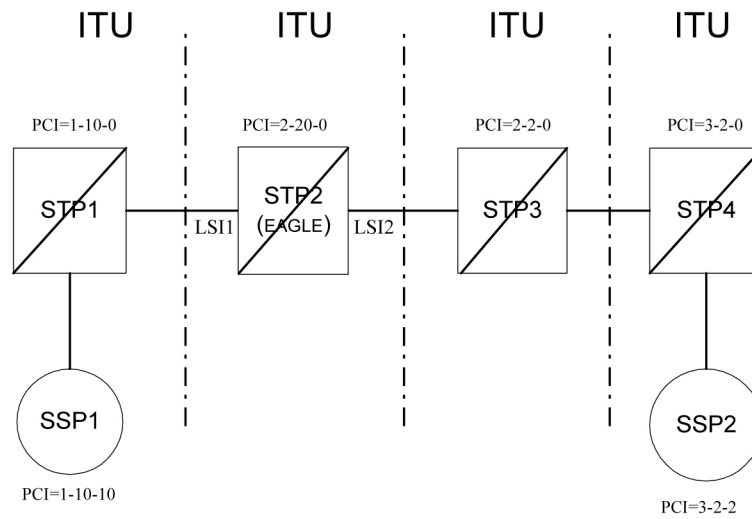 ITU
ITU
ITU
ITU
PCI=1-10-0
PCI=2-20-0
PCI=2-2-0
PCI=3-2-0
STP1
STP2
(EAGLE)
STP3
STP4
LSI1
LSI2
SSP1
SSP2
PCI=1-10-10
PCI=3-2-2